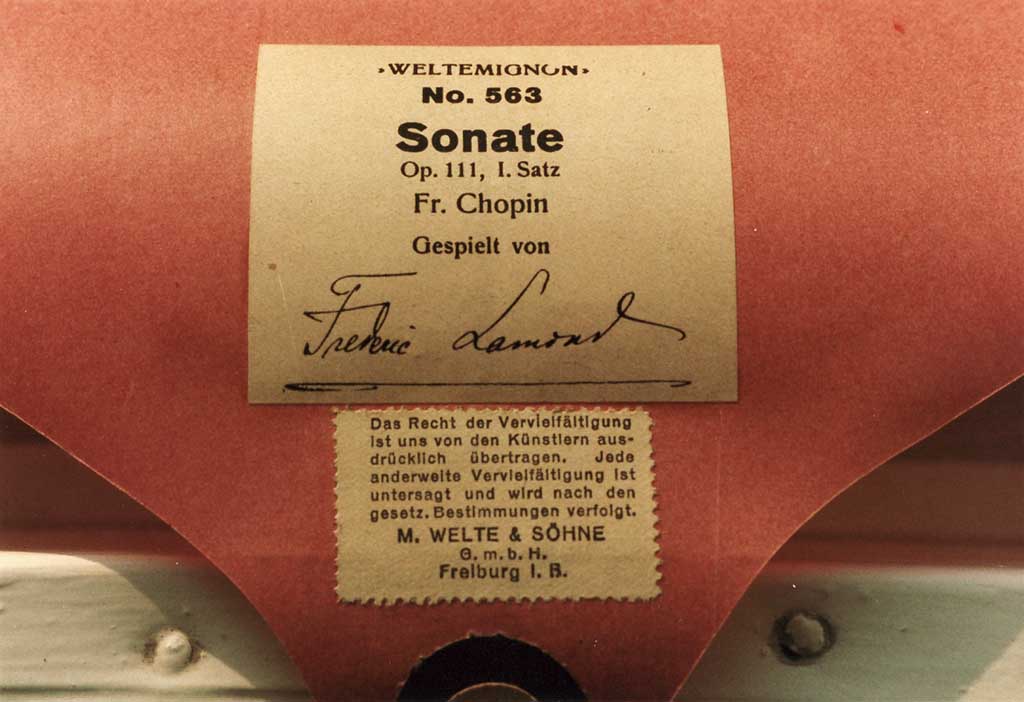 ›WELTEMIGNON›
No. 563
Sonate
Op. 111, I. Satz
Fr. Chopin
Gespielt von
Frederic Lamond
Das Recht der Vervielfältigung
ist uns von den Künstlern aus-
drücklich übertragen. Jede
anderweite Vervielfältigung ist
untersagt und wird nach den
gesetz. Bestimmungen verfolgt.
M. WELTE & SÖHNE
G. m. b. H.
Freiburg i. B.